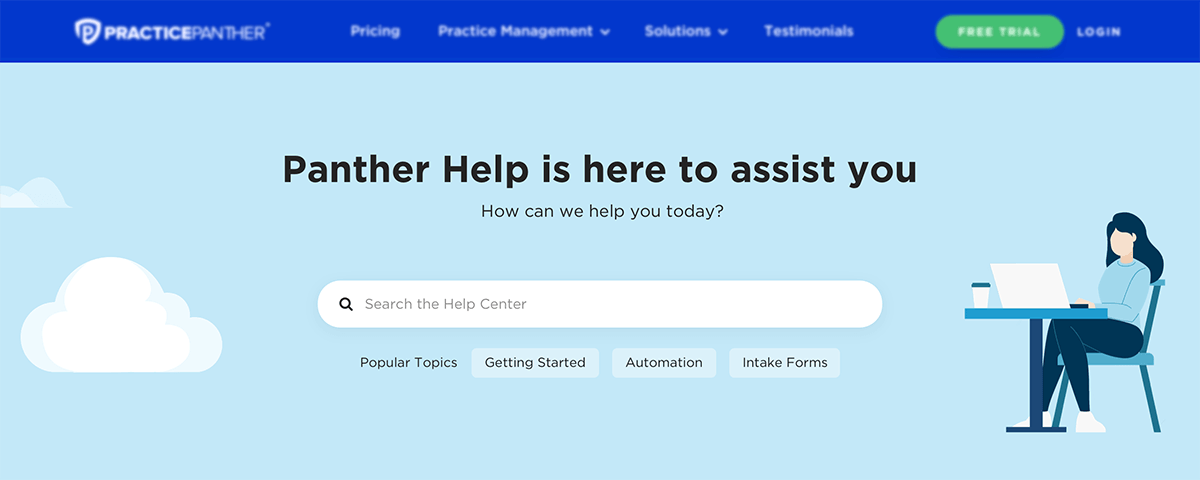 PRACTICEPANTHER Pricing Practice Management Solutions Testimonials FREE TRIAL LOGIN
Panther Help is here to assist you
How can we help you today?
Search the Help Center
Popular Topics Getting Started Automation Intake Forms